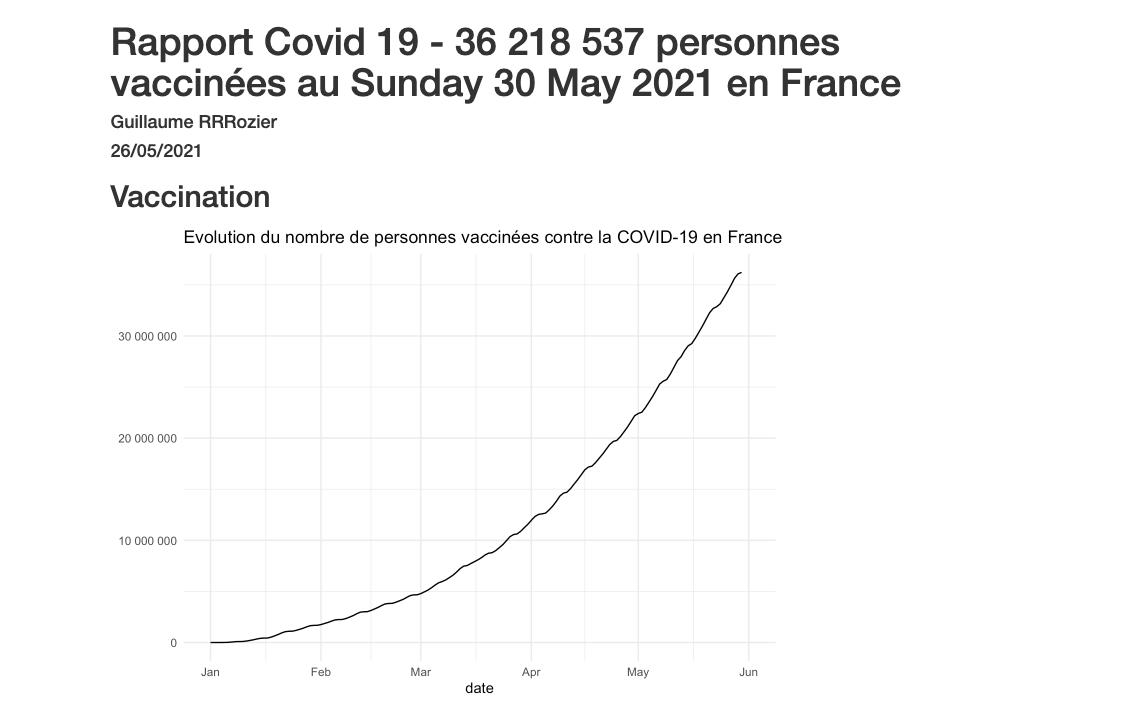 Rapport Covid 19 - 36 218 537 personnes
vaccinées au Sunday 30 May 2021 en France
Guillaume RRRozier
26/05/2021
Vaccination
Evolution du nombre de personnes vaccinées contre la COVID-19 en France
30 000 000
20 000 000
10 000 000
0
Jan Feb Mar Apr May Jun
date